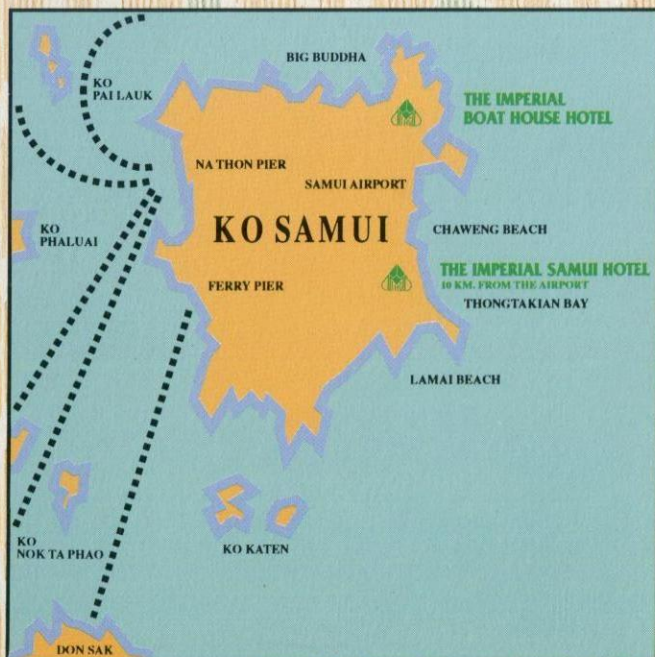 BIG BUDDHA
KO
PAI LAUK
THE IMPERIAL
BOAT HOUSE HOTEL
NA THON PIER
SAMUI AIRPORT
KO SAMUI
KO
PHALUAI
CHAWENG BEACH
THE IMPERIAL SAMUI HOTEL
10 KM. FROM THE AIRPORT
THONGTAKIAN BAY
FERRY PIER
LAMAI BEACH
KO
NOK TA PHAO
KO KATEN
DON SAK